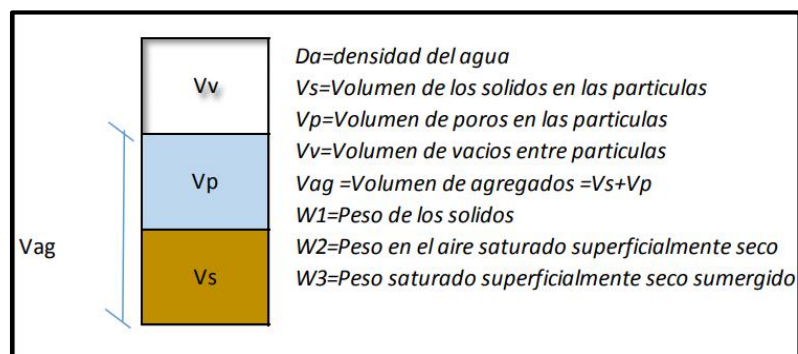 Vv
Vp
Vs
Vag
Da=densidad del agua
Vs=Volumen de los solidos en las particulas
Vp=Volumen de poros en las particulas
Vv=Volumen de vacios entre particulas
Vag =Volumen de agregados =Vs+Vp
W1=Peso de los solidos
W2=Peso en el aire saturado superficialmente seco
W3=Peso saturado superficialmente seco sumergido